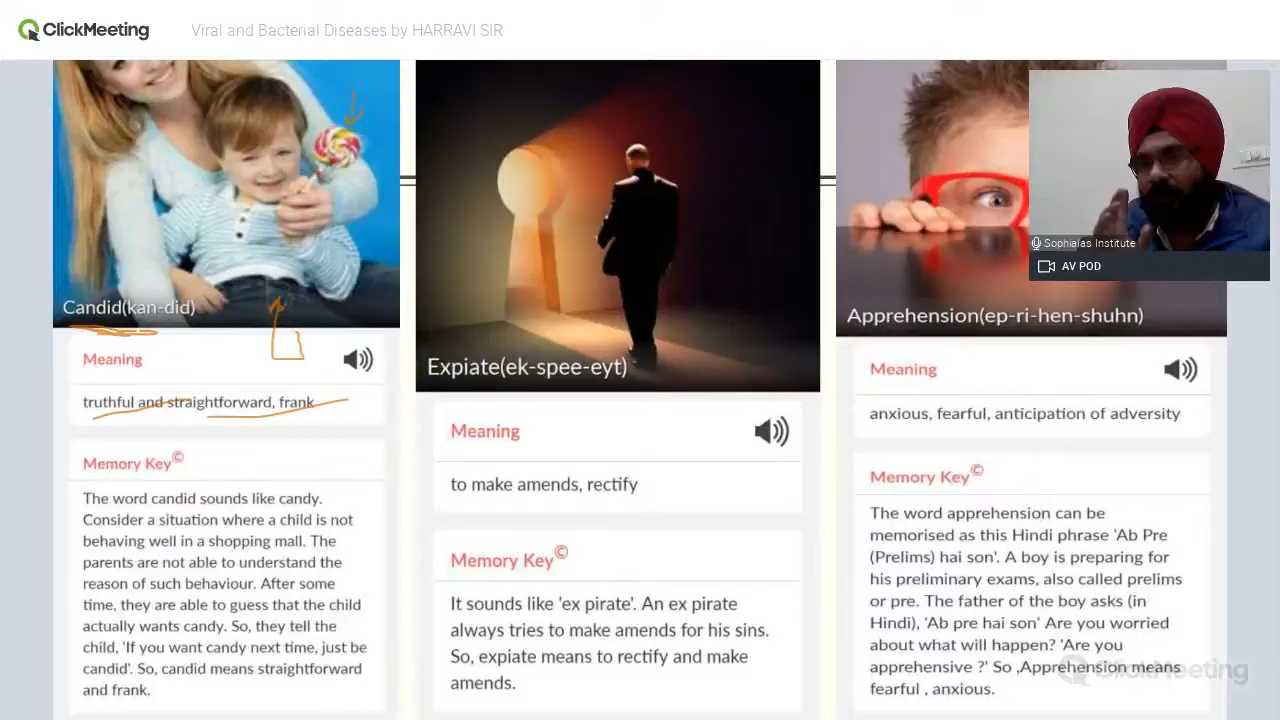 ClickMeeting
Viral and Bacterial Diseases by HARRAVI SIR
Candid(kan-did)
Meaning
truthful and straightforward, frank
Memory Key©
The word candid sounds like candy.
Consider a situation where a child is not
behaving well in a shopping mall. The
parents are not able to understand the
reason of such behaviour. After some
time, they are able to guess that the child
actually wants candy. So, they tell the
child, 'If you want candy next time, just be
candid'. So, candid means straightforward
and frank.
Expiate(ek-spee-eyt)
Meaning
to make amends, rectify
Memory Key©
It sounds like 'ex pirate'. An ex pirate
always tries to make amends for his sins.
So, expiate means to rectify and make
amends.
Sophialas Institute
AV POD
Apprehension(ep-ri-hen-shuhn)
Meaning
anxious, fearful, anticipation of adversity
Memory Key©
The word apprehension can be
memorised as this Hindi phrase 'Ab Pre
(Prelims) hai son'. A boy is preparing for
his preliminary exams, also called prelims
or pre. The father of the boy asks (in
Hindi), 'Ab pre hai son' Are you worried
about what will happen? 'Are you
apprehensive ?' So ,Apprehension means
fearful , anxious.
ClickMeeting